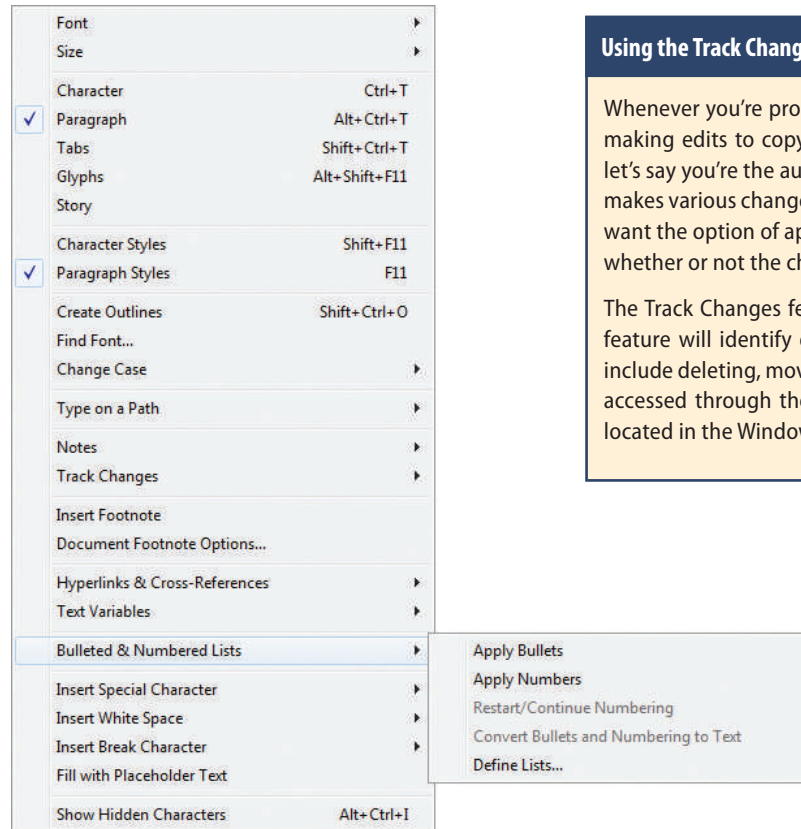 Font
Size
Character Ctrl+T
Paragraph Alt+Ctrl+T
Tabs Shift+Ctrl+T
Glyphs Alt+Shift+F11
Story
Character Styles Shift+F11
Paragraph Styles F11
Create Outlines Shift+Ctrl+O
Find Font...
Change Case
Type on a Path
Notes
Track Changes
Insert Footnote
Document Footnote Options...
Hyperlinks & Cross-References
Text Variables
Bulleted & Numbered Lists
Insert Special Character
Insert White Space
Insert Break Character
Fill with Placeholder Text
Show Hidden Characters Alt+Ctrl+I
Apply Bullets
Apply Numbers
Restart/Continue Numbering
Convert Bullets and Numbering to Text
Define Lists...
Using the Track Chang
Whenever you're pro
making edits to copy
let's say you're the au
makes various change
want the option of ap
whether or not the ch
The Track Changes fe
feature will identify
include deleting, mov
accessed through the
located in the Window